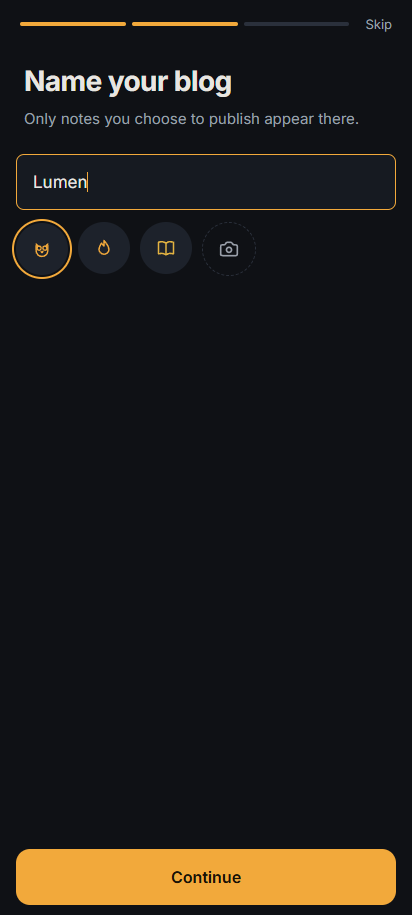 Skip
Name your blog
Only notes you choose to publish appear there.
Lumen
Continue